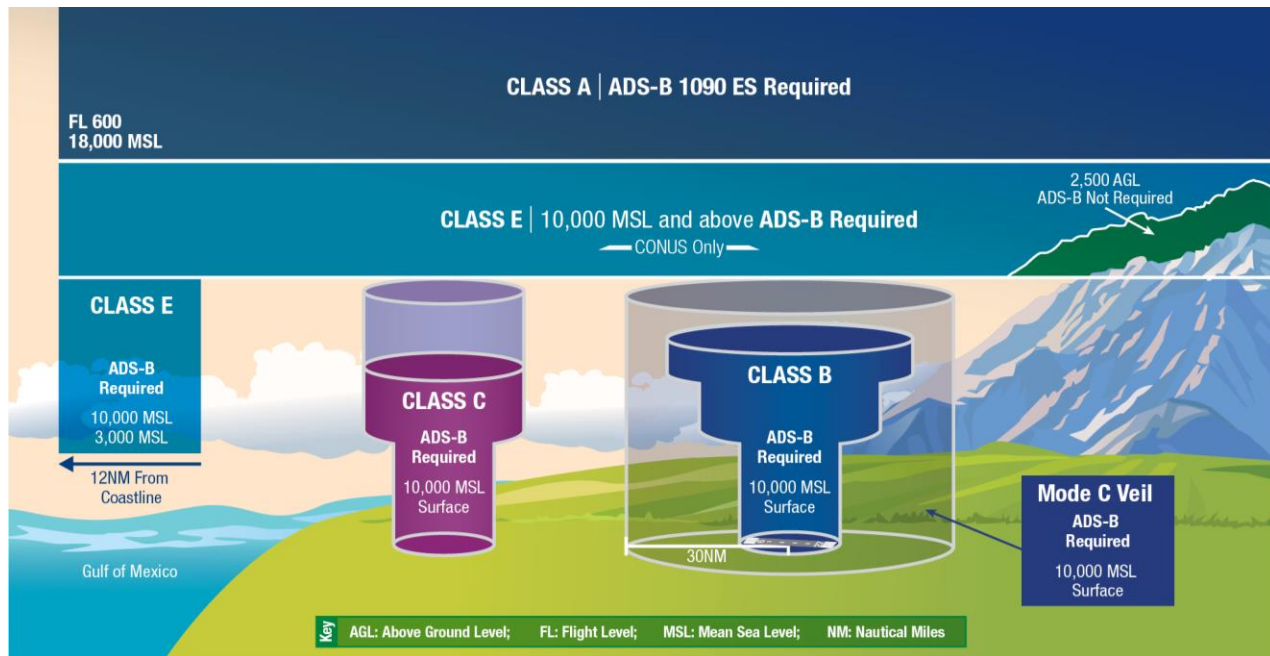 CLASS A | ADS-B 1090 ES Required
FL 600
18,000 MSL
2,500 AGL
ADS-B Not Required
CLASS E | 10,000 MSL and above ADS-B Required
CONUS Only
CLASS E
ADS-B
Required
10,000 MSL
3,000 MSL
12NM From
Coastline
Gulf of Mexico
CLASS C
ADS-B
Required
10,000 MSL
Surface
CLASS B
ADS-B
Required
10,000 MSL
Surface
30NM
Mode C Veil
ADS-B
Required
10,000 MSL
Surface
Key
AGL: Above Ground Level; FL: Flight Level; MSL: Mean Sea Level; NM: Nautical Miles